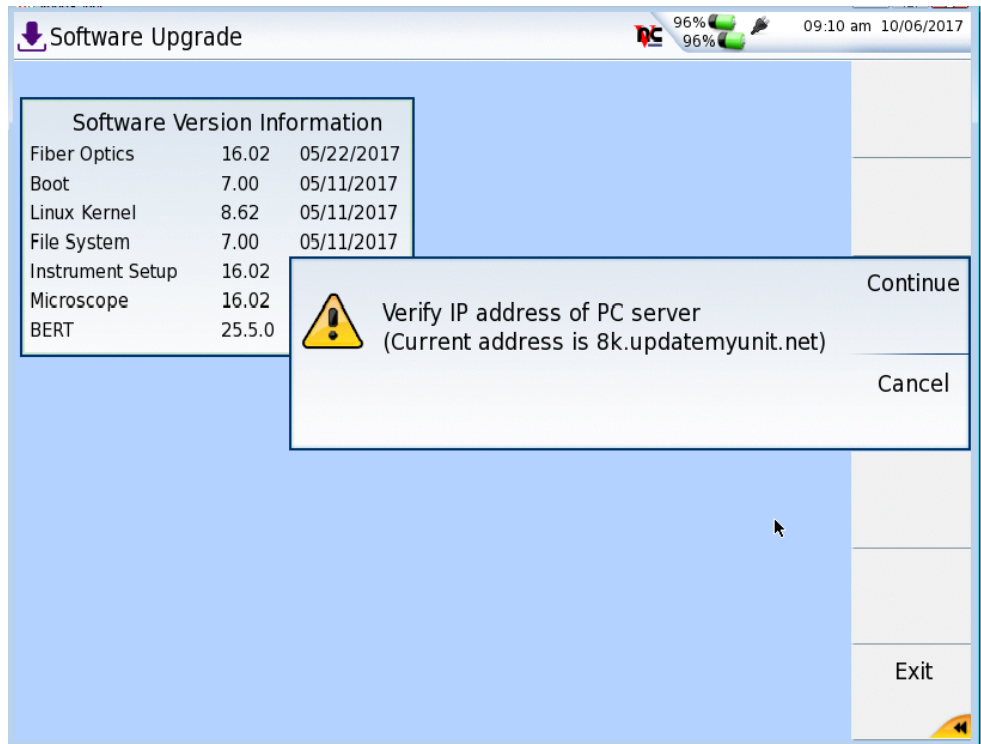 Software Upgrade
96%
96%
09:10 am 10/06/2017
Software Version Information
Fiber Optics 16.02 05/22/2017
Boot 7.00 05/11/2017
Linux Kernel 8.62 05/11/2017
File System 7.00 05/11/2017
Instrument Setup 16.02
Microscope 16.02
BERT 25.5.0
Verify IP address of PC server
(Current address is 8k.updatemyunit.net)
Continue
Cancel
Exit